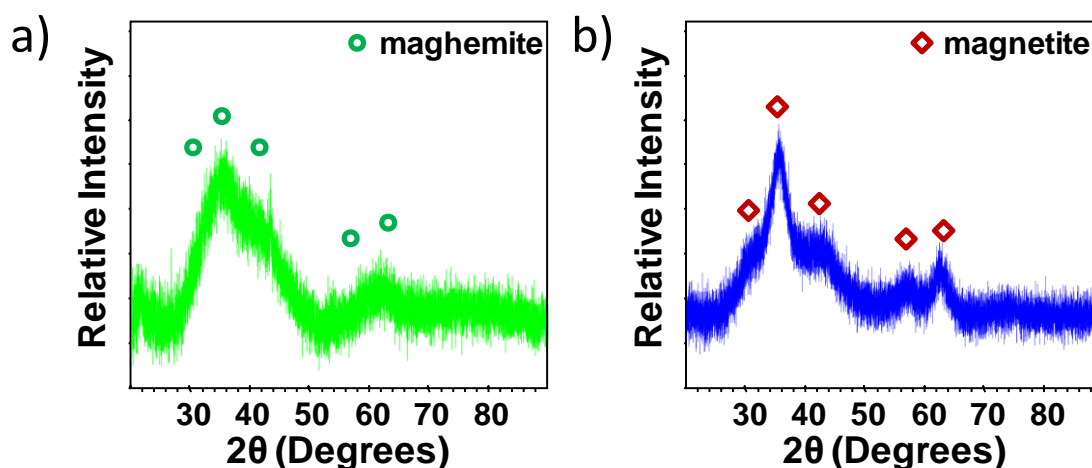 a)
maghemite
Relative Intensity
30 40 50 60 70 80
2θ (Degrees)
b)
magnetite
Relative Intensity
30 40 50 60 70 80
2θ (Degrees)